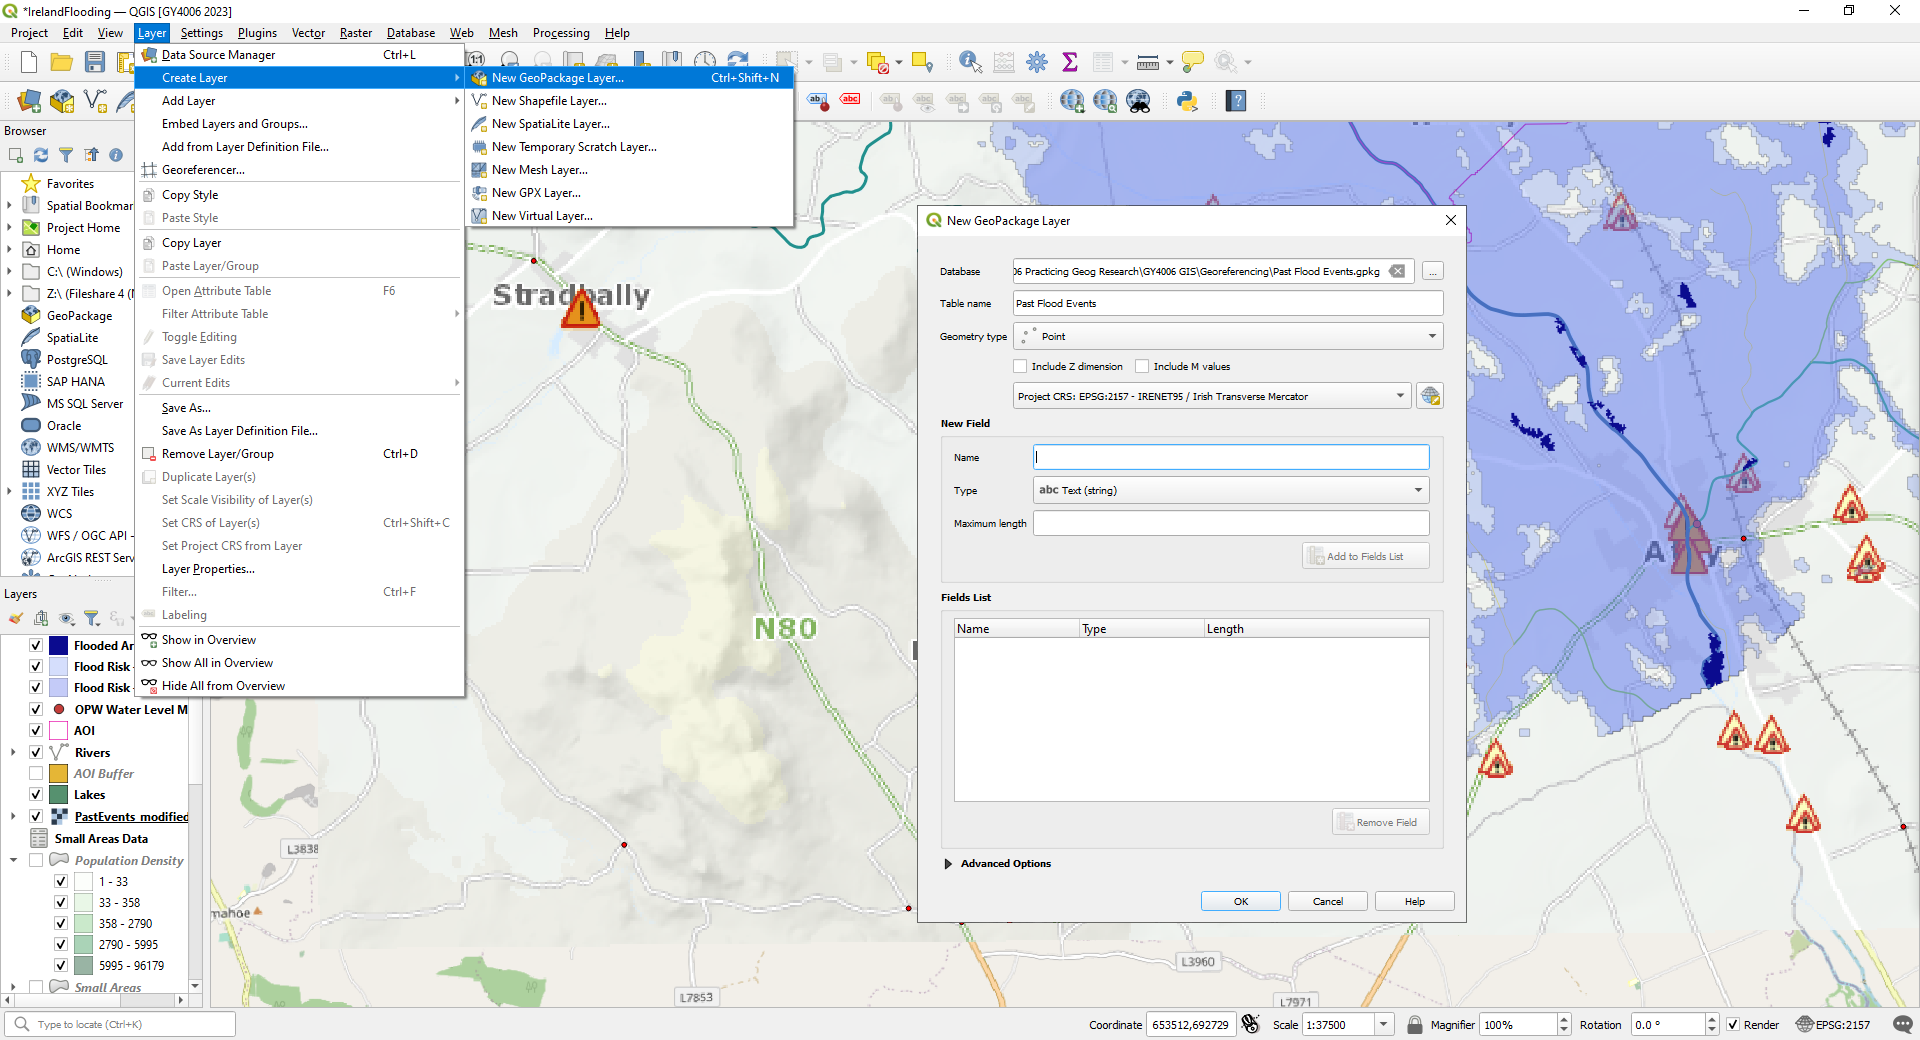 *IrelandFlooding — QGIS [GY4006 2023]
Project Edit View Layer Settings Plugins Vector Raster Database Web Mesh Processing Help
Data Source Manager Ctrl+L
Create Layer
Add Layer
Embed Layers and Groups...
Add from Layer Definition File...
Georeferencer...
Copy Style
Paste Style
Copy Layer
Paste Layer/Group
Open Attribute Table F6
Filter Attribute Table
Toggle Editing
Save Layer Edits
Current Edits
Save As...
Save As Layer Definition File...
Remove Layer/Group Ctrl+D
Duplicate Layer(s)
Set Scale Visibility of Layer(s)
Set CRS of Layer(s) Ctrl+Shift+C
Set Project CRS from Layer
Layer Properties...
Filter... Ctrl+F
Labeling
Show in Overview
Show All in Overview
Hide All from Overview
New GeoPackage Layer... Ctrl+Shift+N
New Shapefile Layer...
New SpatiaLite Layer...
New Temporary Scratch Layer...
New Mesh Layer...
New GPX Layer...
New Virtual Layer...
abc
abc
Browser
Favorites
Spatial Bookmar
Project Home
Home
C:\ (Windows)
Z:\ (Fileshare 4 (
GeoPackage
SpatiaLite
PostgreSQL
SAP HANA
MS SQL Server
Oracle
WMS/WMTS
Vector Tiles
XYZ Tiles
WCS
WFS / OGC API -
ArcGIS REST Serv
Layers
Flooded Ar
Flood Risk -
Flood Risk -
OPW Water Level M
AOI
Rivers
AOI Buffer
Lakes
PastEvents modified
Small Areas Data
Population Density
1 - 33
33 - 358
358 - 2790
2790 - 5995
5995 - 96179
Small Areas
Stradbally
N80
L3838
mahoe
L7853
L3960
L7971
New GeoPackage Layer
Database 06 Practicing Geog Research\GY4006 GIS\Georeferencing\Past Flood Events.gpkg ...
Table name Past Flood Events
Geometry type Point
Include Z dimension Include M values
Project CRS: EPSG:2157 - IRENET95 / Irish Transverse Mercator
New Field
Name
Type abc Text (string)
Maximum length
Add to Fields List
Fields List
Name Type Length
Remove Field
Advanced Options
OK Cancel Help
Type to locate (Ctrl+K)
Coordinate 653512,692729 Scale 1:37500 Magnifier 100% Rotation 0.0 ° Render EPSG:2157